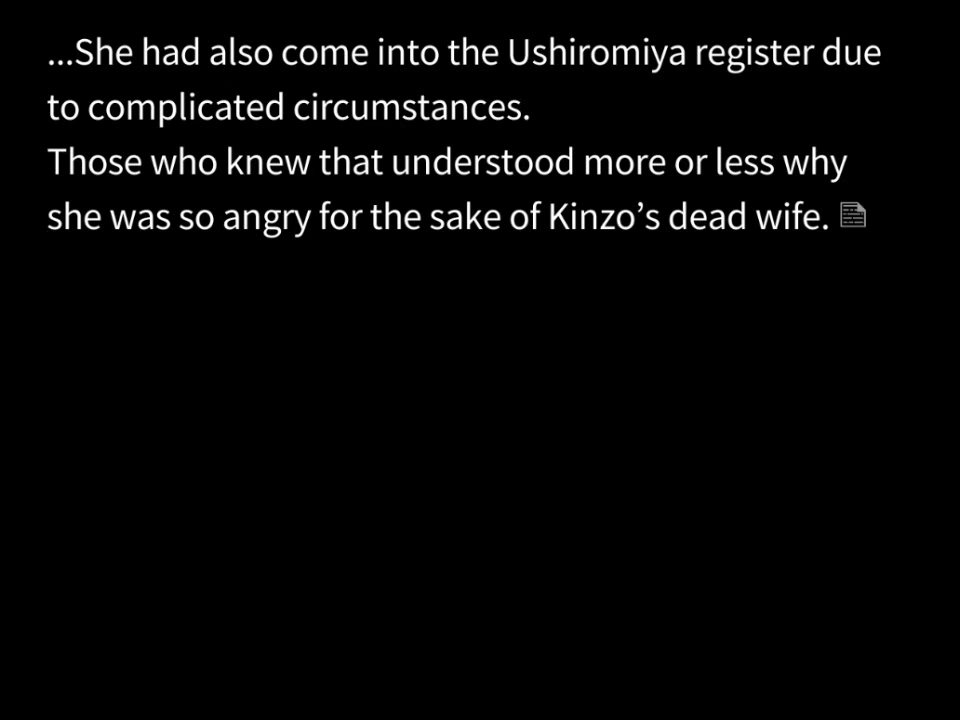 ...She had also come into the Ushiromiya register due
to complicated circumstances.
Those who knew that understood more or less why
she was so angry for the sake of Kinzo’s dead wife.